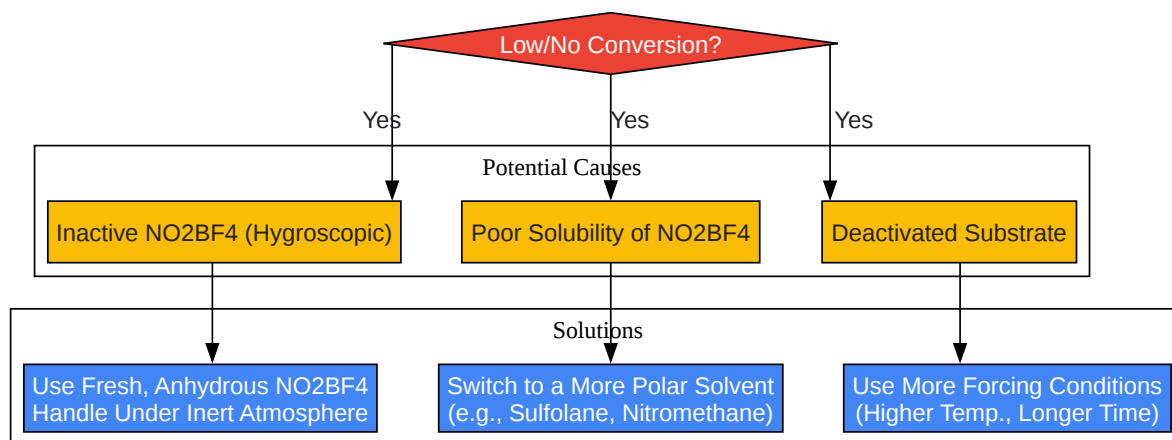 Low/No Conversion?
Yes
Yes
Yes
Potential Causes
Inactive NO2BF4 (Hygroscopic)
Poor Solubility of NO2BF4
Deactivated Substrate
Solutions
Use Fresh, Anhydrous NO2BF4
Handle Under Inert Atmosphere
Switch to a More Polar Solvent
(e.g., Sulfolane, Nitromethane)
Use More Forcing Conditions
(Higher Temp., Longer Time)